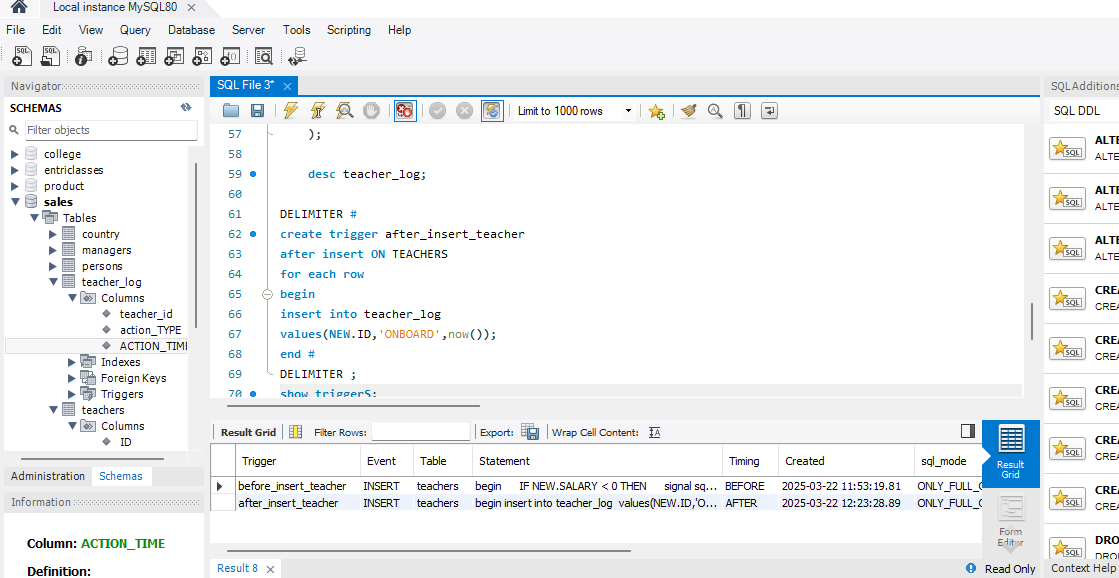 Local instance MySQL80 ×
File Edit View Query Database Server Tools Scripting Help
Navigator
SCHEMAS
Filter objects
college
entriclasses
product
sales
Tables
country
managers
persons
teacher_log
Columns
teacher_id
action_TYPE
ACTION_TIME
Indexes
Foreign Keys
Triggers
teachers
Columns
ID
Administration Schemas
Information
Column: ACTION_TIME
Definition:
SQL File 3* ×
Limit to 1000 rows
57 );
58
59 desc teacher_log;
60
61 DELIMITER #
62 create trigger after_insert_teacher
63 after insert ON TEACHERS
64 for each row
65 begin
66 insert into teacher_log
67 values(NEW.ID,'ONBOARD',now());
68 end #
69 DELIMITER ;
70 show triggerS;
Result Grid Filter Rows: Export: Wrap Cell Content:
Trigger Event Table Statement Timing Created sql_mode
before_insert_teacher INSERT teachers begin IF NEW.SALARY < 0 THEN signal sq... BEFORE 2025-03-22 11:53:19.81 ONLY_FULL_G
after_insert_teacher INSERT teachers begin insert into teacher_log values(NEW.ID,'O... AFTER 2025-03-22 12:23:28.89 ONLY_FULL_G
Result Grid
Form Editor
Result 8 ×
Read Only
SQLAdditions
SQL DDL
ALTE
ALTE
ALTE
ALTE
ALTE
ALTE
CREA
CREA
CREA
CREA
CREA
CREA
CREA
CREA
CREA
CREA
DRO
DRO
Context Help